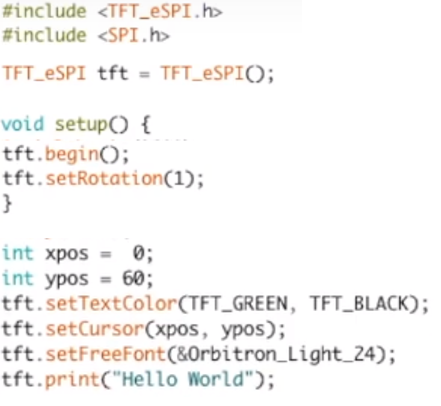 #include <TFT_eSPI.h>
#include <SPI.h>
TFT_eSPI tft = TFT_eSPI();
void setup() {
tft.begin();
tft.setRotation(1);
}
int xpos =  0;
int ypos = 60;
tft.setTextColor(TFT_GREEN, TFT_BLACK);
tft.setCursor(xpos, ypos);
tft.setFreeFont(&Orbitron_Light_24);
tft.print("Hello World");